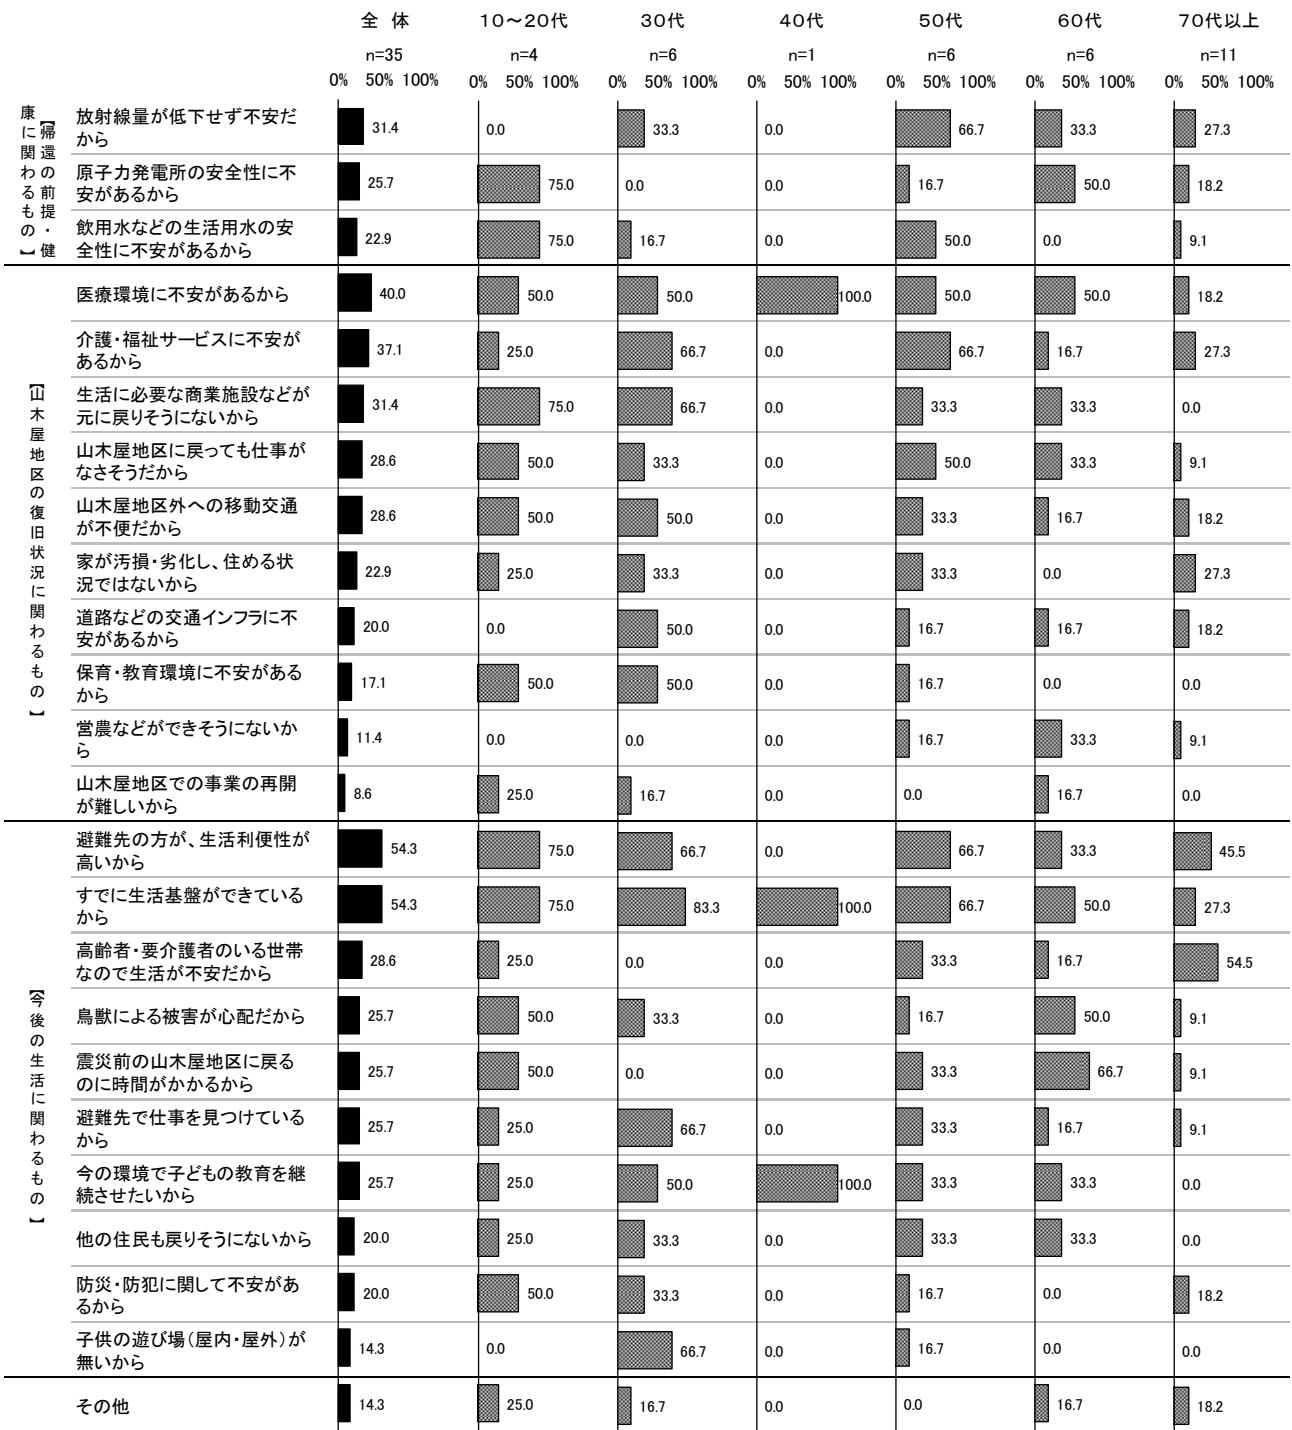 全 体
10～20代
30代
40代
50代
60代
70代以上
n=35
n=4
n=6
n=1
n=6
n=6
n=11
0% 50% 100%
0% 50% 100%
0% 50% 100%
0% 50% 100%
0% 50% 100%
0% 50% 100%
0% 50% 100%
【帰還の前提・健
康に関わるもの】
放射線量が低下せず不安だ
から
31.4 0.0 33.3 0.0 66.7 33.3 27.3
原子力発電所の安全性に不
安があるから
25.7 75.0 0.0 0.0 16.7 50.0 18.2
飲用水などの生活用水の安
全性に不安があるから
22.9 75.0 16.7 0.0 50.0 0.0 9.1
【山木屋地区の復旧状況に関わるもの】
医療環境に不安があるから
40.0 50.0 50.0 100.0 50.0 50.0 18.2
介護・福祉サービスに不安が
あるから
37.1 25.0 66.7 0.0 66.7 16.7 27.3
生活に必要な商業施設などが
元に戻りそうにないから
31.4 75.0 66.7 0.0 33.3 33.3 0.0
山木屋地区に戻っても仕事が
なさそうだから
28.6 50.0 33.3 0.0 50.0 33.3 9.1
山木屋地区外への移動交通
が不便だから
28.6 50.0 50.0 0.0 33.3 16.7 18.2
家が汚損・劣化し、住める状
況ではないから
22.9 25.0 33.3 0.0 33.3 0.0 27.3
道路などの交通インフラに不
安があるから
20.0 0.0 50.0 0.0 16.7 16.7 18.2
保育・教育環境に不安がある
から
17.1 50.0 50.0 0.0 16.7 0.0 0.0
営農などができそうにないか
ら
11.4 0.0 0.0 0.0 16.7 33.3 9.1
山木屋地区での事業の再開
が難しいから
8.6 25.0 16.7 0.0 0.0 16.7 0.0
【今後の生活に関わるもの】
避難先の方が、生活利便性が
高いから
54.3 75.0 66.7 0.0 66.7 33.3 45.5
すでに生活基盤ができている
から
54.3 75.0 83.3 100.0 66.7 50.0 27.3
高齢者・要介護者のいる世帯
なので生活が不安だから
28.6 25.0 0.0 0.0 33.3 16.7 54.5
鳥獣による被害が心配だから
25.7 50.0 33.3 0.0 16.7 50.0 9.1
震災前の山木屋地区に戻る
のに時間がかかるから
25.7 50.0 0.0 0.0 33.3 66.7 9.1
避難先で仕事を見つけている
から
25.7 25.0 66.7 0.0 33.3 16.7 9.1
今の環境で子どもの教育を継
続させたいから
25.7 25.0 50.0 100.0 33.3 33.3 0.0
他の住民も戻りそうにないから
20.0 25.0 33.3 0.0 33.3 33.3 0.0
防災・防犯に関して不安があ
るから
20.0 50.0 33.3 0.0 16.7 0.0 18.2
子供の遊び場（屋内・屋外）が
無いから
14.3 0.0 66.7 0.0 16.7 0.0 0.0
その他
14.3 25.0 16.7 0.0 0.0 16.7 18.2